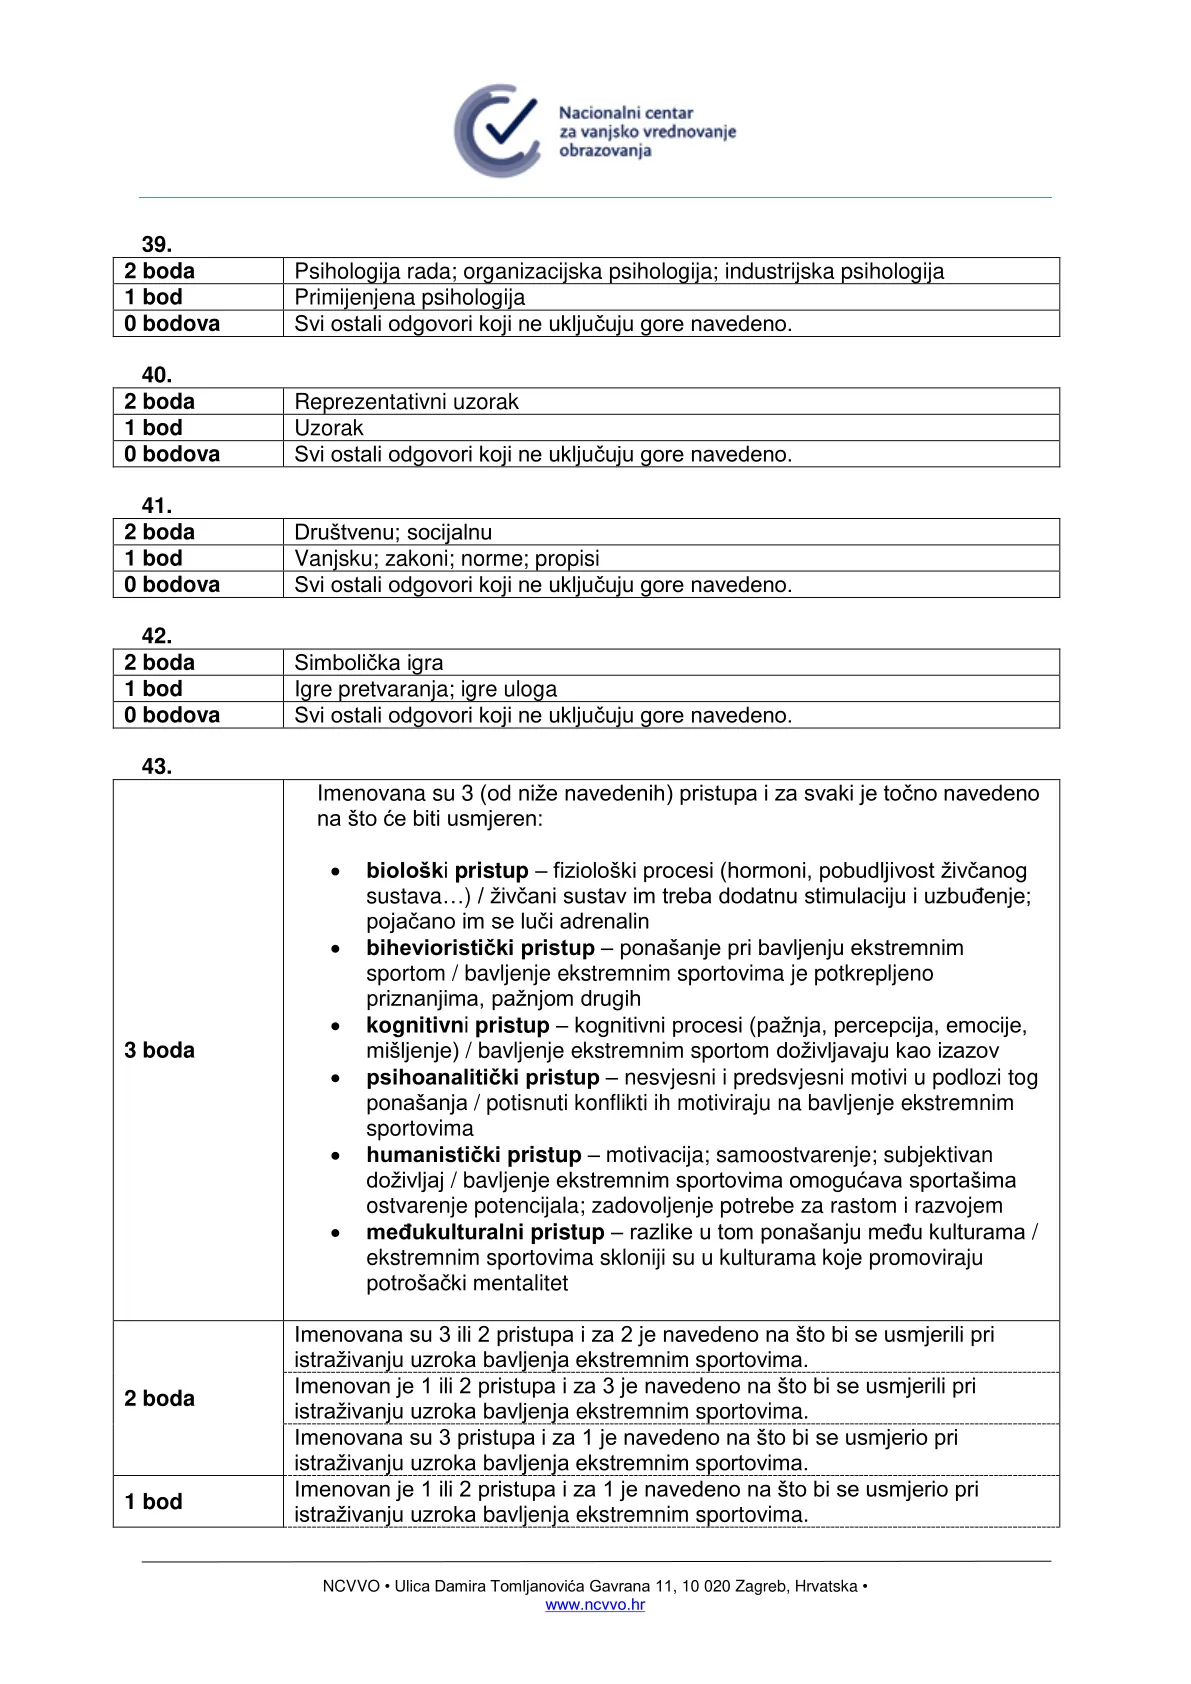 Nacionalni centar
za vanjsko vrednovanje
obrazovanja
39.
2 boda Psihologija rada; organizacijska psihologija; industrijska psihologija
1 bod Primijenjena psihologija
0 bodova Svi ostali odgovori koji ne uključuju gore navedeno.
40.
2 boda Reprezentativni uzorak
1 bod Uzorak
0 bodova Svi ostali odgovori koji ne uključuju gore navedeno.
41.
2 boda Društvenu; socijalnu
1 bod Vanjsku; zakoni; norme; propisi
0 bodova Svi ostali odgovori koji ne uključuju gore navedeno.
42.
2 boda Simbolička igra
1 bod Igre pretvaranja; igre uloga
0 bodova Svi ostali odgovori koji ne uključuju gore navedeno.
43.
3 boda
Imenovana su 3 (od niže navedenih) pristupa i za svaki je točno navedeno
na što će biti usmjeren:
• biološki pristup – fiziološki procesi (hormoni, pobudljivost živčanog
sustava…) / živčani sustav im treba dodatnu stimulaciju i uzbuđenje;
pojačano im se luči adrenalin
• bihevioristički pristup – ponašanje pri bavljenju ekstremnim
sportom / bavljenje ekstremnim sportovima je potkrepljeno
priznanjima, pažnjom drugih
• kognitivni pristup – kognitivni procesi (pažnja, percepcija, emocije,
mišljenje) / bavljenje ekstremnim sportom doživljavaju kao izazov
• psihoanalitički pristup – nesvjesni i predsvjesni motivi u podlozi tog
ponašanja / potisnuti konflikti ih motiviraju na bavljenje ekstremnim
sportovima
• humanistički pristup – motivacija; samoostvarenje; subjektivan
doživljaj / bavljenje ekstremnim sportovima omogućava sportašima
ostvarenje potencijala; zadovoljenje potrebe za rastom i razvojem
• međukulturalni pristup – razlike u tom ponašanju među kulturama /
ekstremnim sportovima skloniji su u kulturama koje promoviraju
potrošački mentalitet
2 boda
Imenovana su 3 ili 2 pristupa i za 2 je navedeno na što bi se usmjerili pri
istraživanju uzroka bavljenja ekstremnim sportovima.
Imenovan je 1 ili 2 pristupa i za 3 je navedeno na što bi se usmjerili pri
istraživanju uzroka bavljenja ekstremnim sportovima.
Imenovana su 3 pristupa i za 1 je navedeno na što bi se usmjerio pri
istraživanju uzroka bavljenja ekstremnim sportovima.
1 bod
Imenovan je 1 ili 2 pristupa i za 1 je navedeno na što bi se usmjerio pri
istraživanju uzroka bavljenja ekstremnim sportovima.
NCVVO • Ulica Damira Tomljanovića Gavrana 11, 10 020 Zagreb, Hrvatska •
www.ncvvo.hr